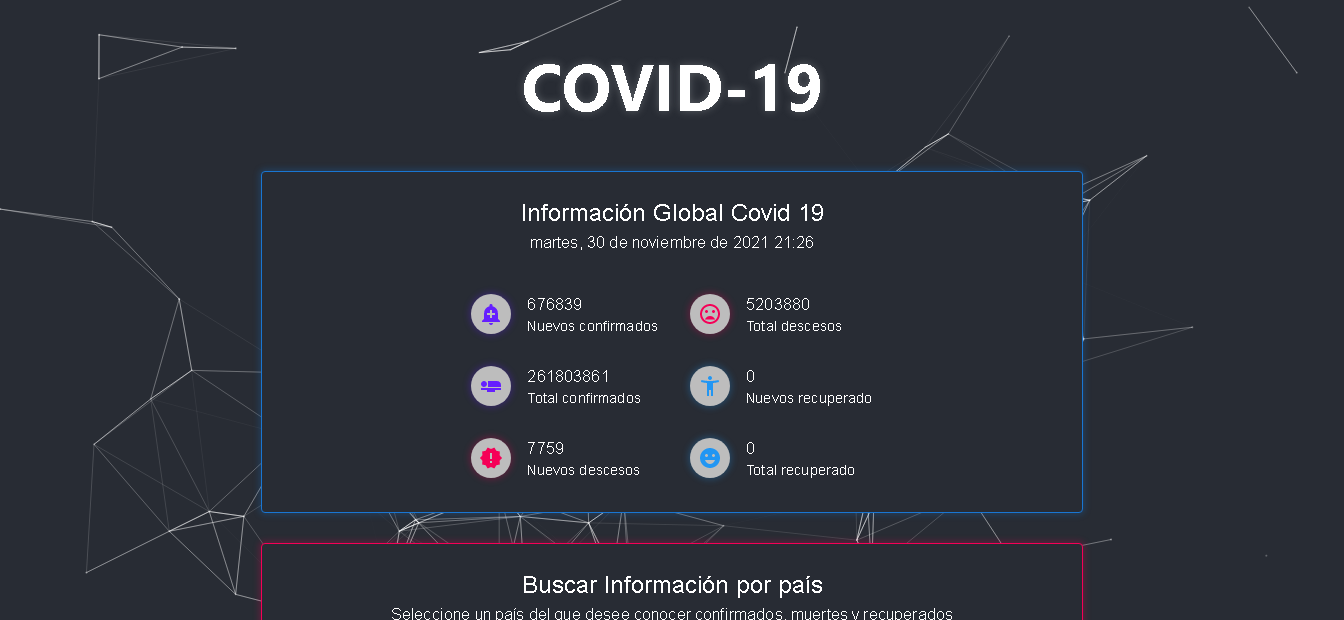 COVID-19
Información Global Covid 19
martes, 30 de noviembre de 2021 21:26
676839
Nuevos confirmados
5203880
Total descesos
261803861
Total confirmados
0
Nuevos recuperado
7759
Nuevos descesos
0
Total recuperado
Buscar Información por país
Seleccione un país del que desee conocer confirmados, muertes y recuperados